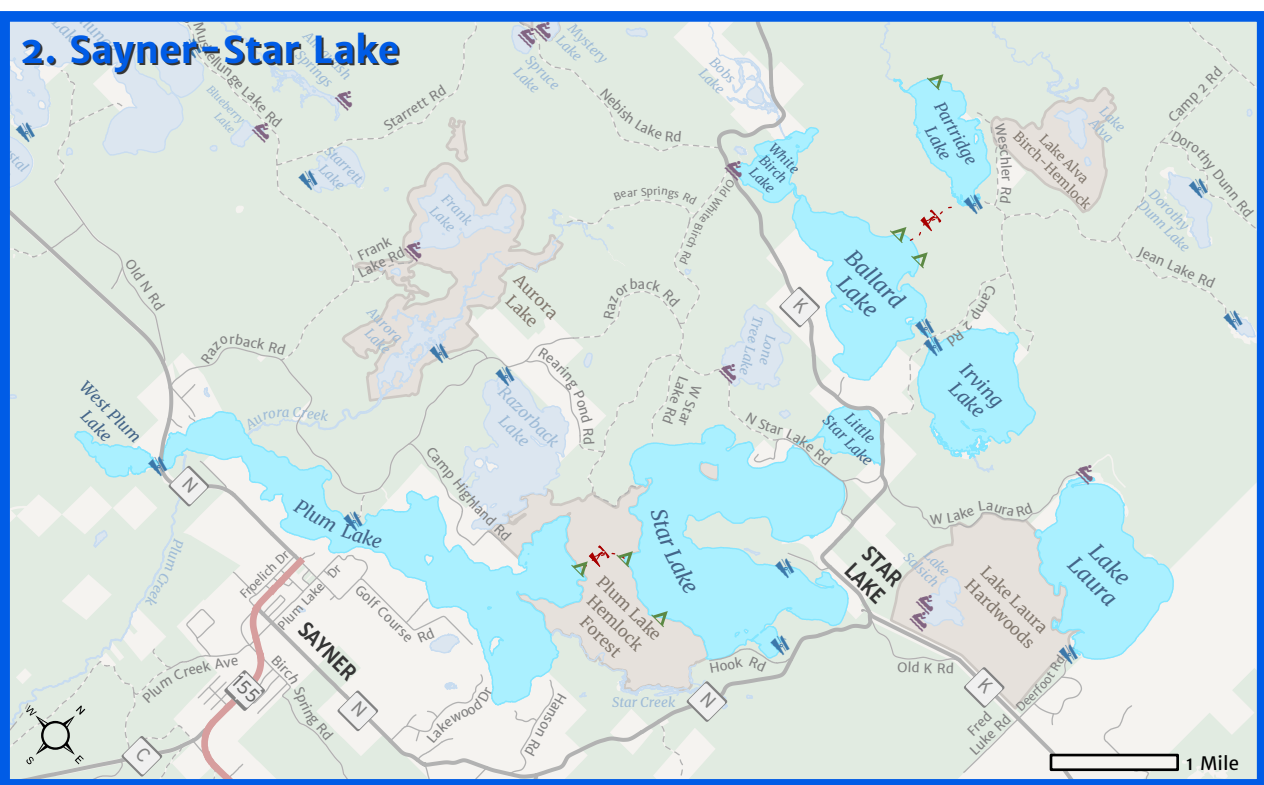 2. Sayner–Star Lake
Muskellunge Lake Rd
Blueberry
Lake
Starrett Rd
Starrett
Lake
Mystery
Lake
Spruce
Lake
Nebish Lake Rd
Bobs
Lake
White
Birch
Lake
Old White Birch Rd
Bear Springs Rd
Partridge
Lake
Weschler Rd
Lake
Alva
Lake Alva
Birch-Hemlock
Camp 2 Rd
Dorothy Dunn Rd
Dorothy
Dunn Lake
Jean Lake Rd
Frank
Lake
Frank
Lake Rd
Aurora
Lake
Aurora
Lake
Old N Rd
Razorback Rd
Razorback Rd
Ballard
Lake
K
Camp 2 Rd
Irving
Lake
Lone
Tree Lake
W Star
Lake Rd
N Star Lake Rd
Little
Star Lake
Rearing Pond Rd
Razorback
Lake
Aurora Creek
West Plum
Lake
N
Plum Lake
Camp Highland Rd
Star Lake
W Lake Laura Rd
STAR
LAKE
Lake
Salsich
Lake Laura
Hardwoods
Lake
Laura
Plum Creek
Froelich Dr
Plum Lake Dr
Golf Course Rd
SAYNER
Plum Lake
Hemlock
Forest
Plum Creek Ave
155
Birch Spring Rd
N
Lakewood Dr
Hanson Rd
Star Creek
Hook Rd
N
Old K Rd
K
Deerfoot Rd
Fred
Luke Rd
C
W
N
S
E
1 Mile